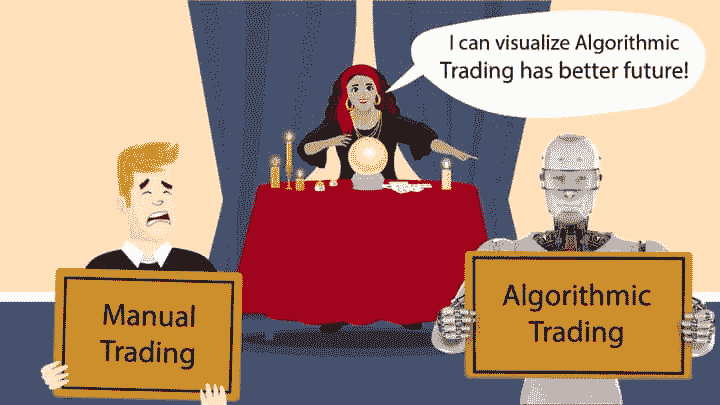 I can visualize Algorithmic
Trading has better future!
Manual
Trading
Algorithmic
Trading